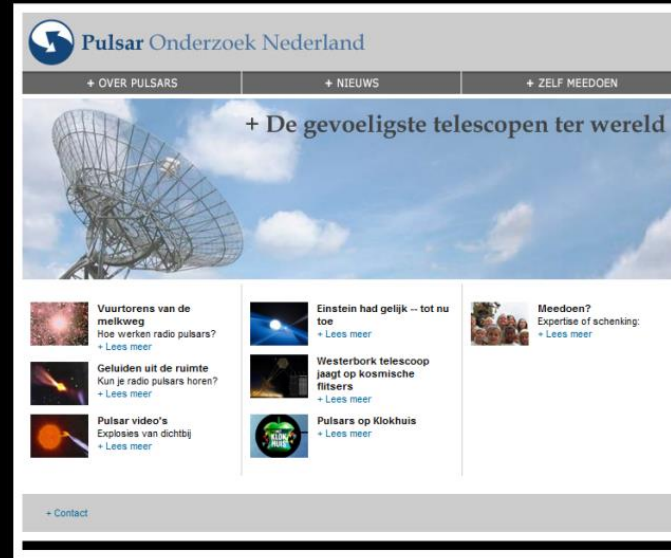 Pulsar Onderzoek Nederland
+ OVER PULSARS
+ NIEUWS
+ ZELF MEEDOEN
+ De gevoeligste telescopen ter wereld
Vuurtorens van de
melkweg
Hoe werken radio pulsars?
+ Lees meer
Geluiden uit de ruimte
Kun je radio pulsars horen?
+ Lees meer
Pulsar video's
Explosies van dichtbij
+ Lees meer
Einstein had gelijk -- tot nu
toe
+ Lees meer
Westerbork telescoop
jaagt op kosmische
flitsers
+ Lees meer
KLOK
HUIS
Pulsars op Klokhuis
+ Lees meer
Meedoen?
Expertise of schenking:
+ Lees meer
+ Contact